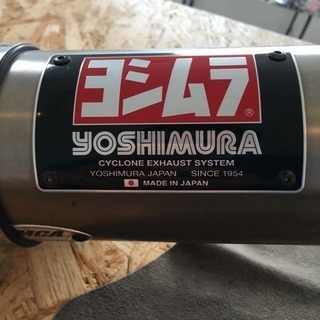 ヨシムラ®
YOSHIMURA
CYCLONE EXHAUST SYSTEM
YOSHIMURA JAPAN SINCE 1954
MADE IN JAPAN